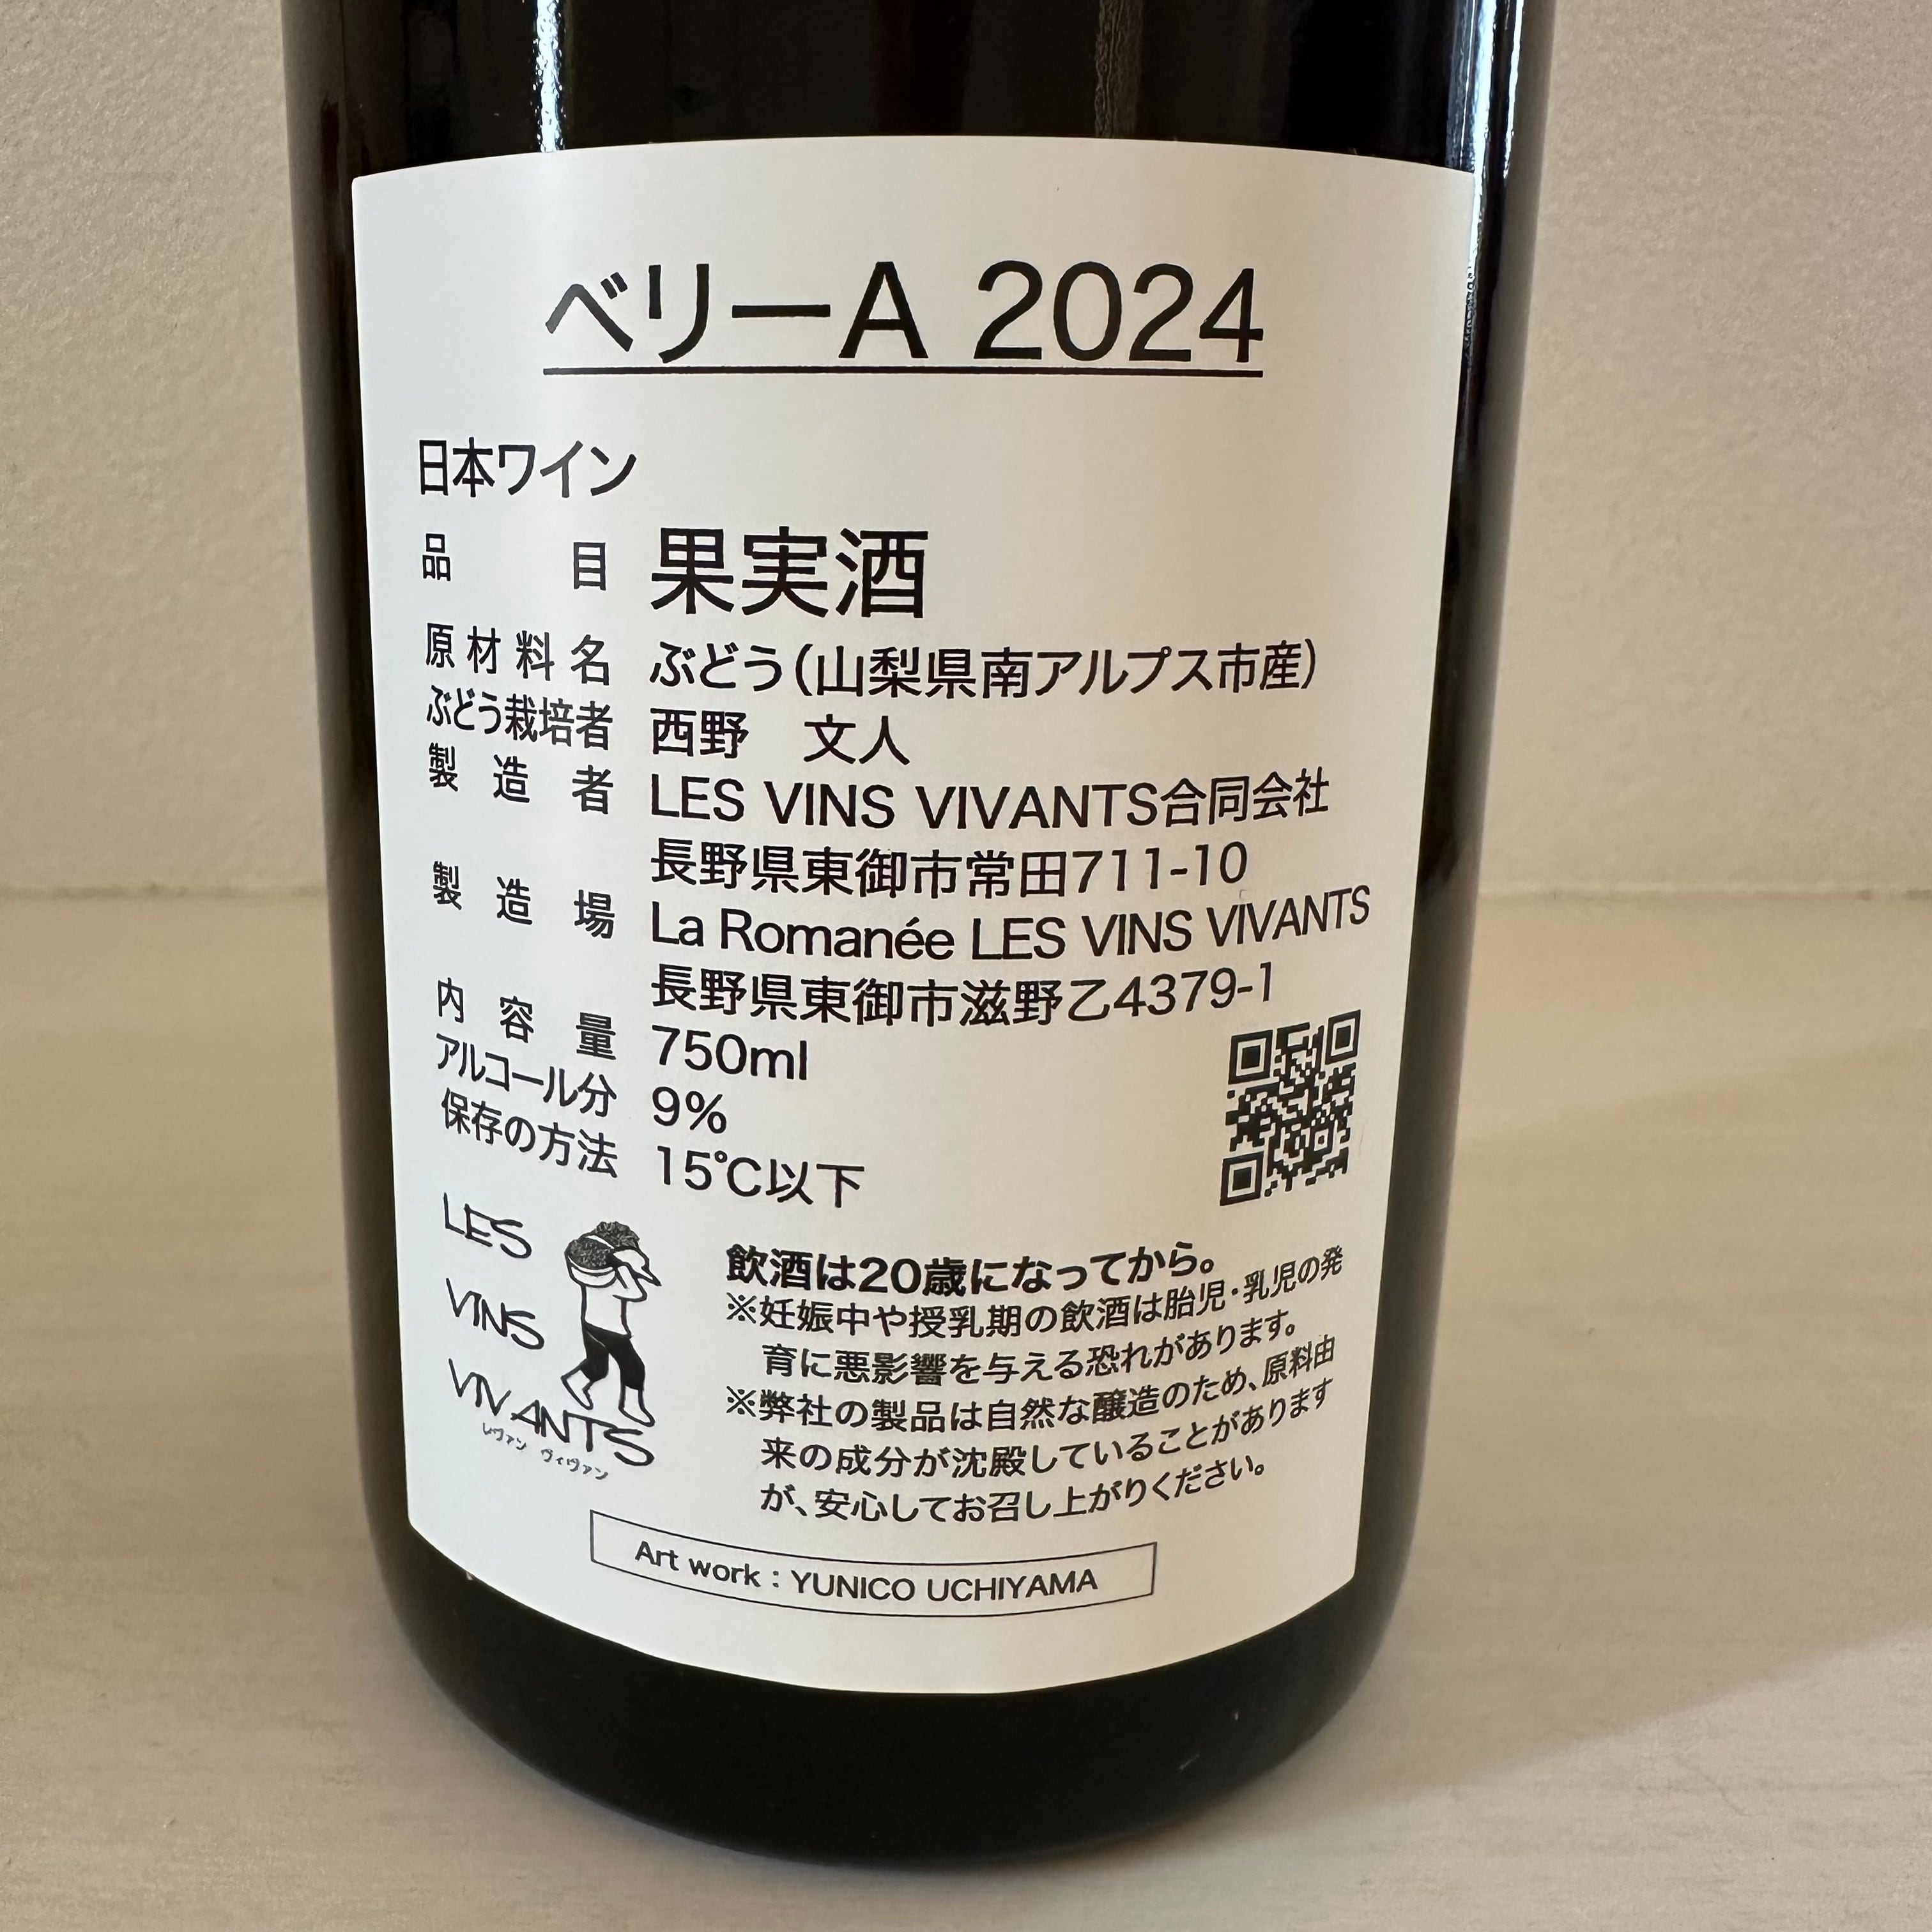 ベリーA 2024
日本ワイン
品目 果実酒
原材料名 ぶどう(山梨県南アルプス市産)
ぶどう栽培者 西野 文人
製造者 LES VINS VIVANTS合同会社
長野県東御市常田711-10
製造場 La Romanée LES VINS VIVANTS
長野県東御市滋野乙4379-1
内容量 750ml
アルコール分 9%
保存の方法 15℃以下
LES
VINS
VIVANTS
レヴァン ヴィヴァン
飲酒は20歳になってから。
※妊娠中や授乳期の飲酒は胎児・乳児の発
育に悪影響を与える恐れがあります。
※弊社の製品は自然な醸造のため、原料由
来の成分が沈殿していることがあります
が、安心してお召し上がりください。
Art work：YUNICO UCHIYAMA